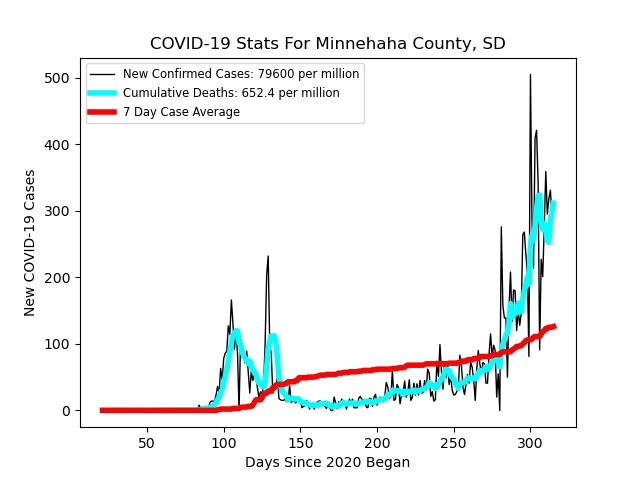 COVID-19 Stats For Minnehaha County, SD
New Confirmed Cases: 79600 per million
Cumulative Deaths: 652.4 per million
7 Day Case Average
500
400
300
200
100
0
New COVID-19 Cases
50 100 150 200 250 300
Days Since 2020 Began